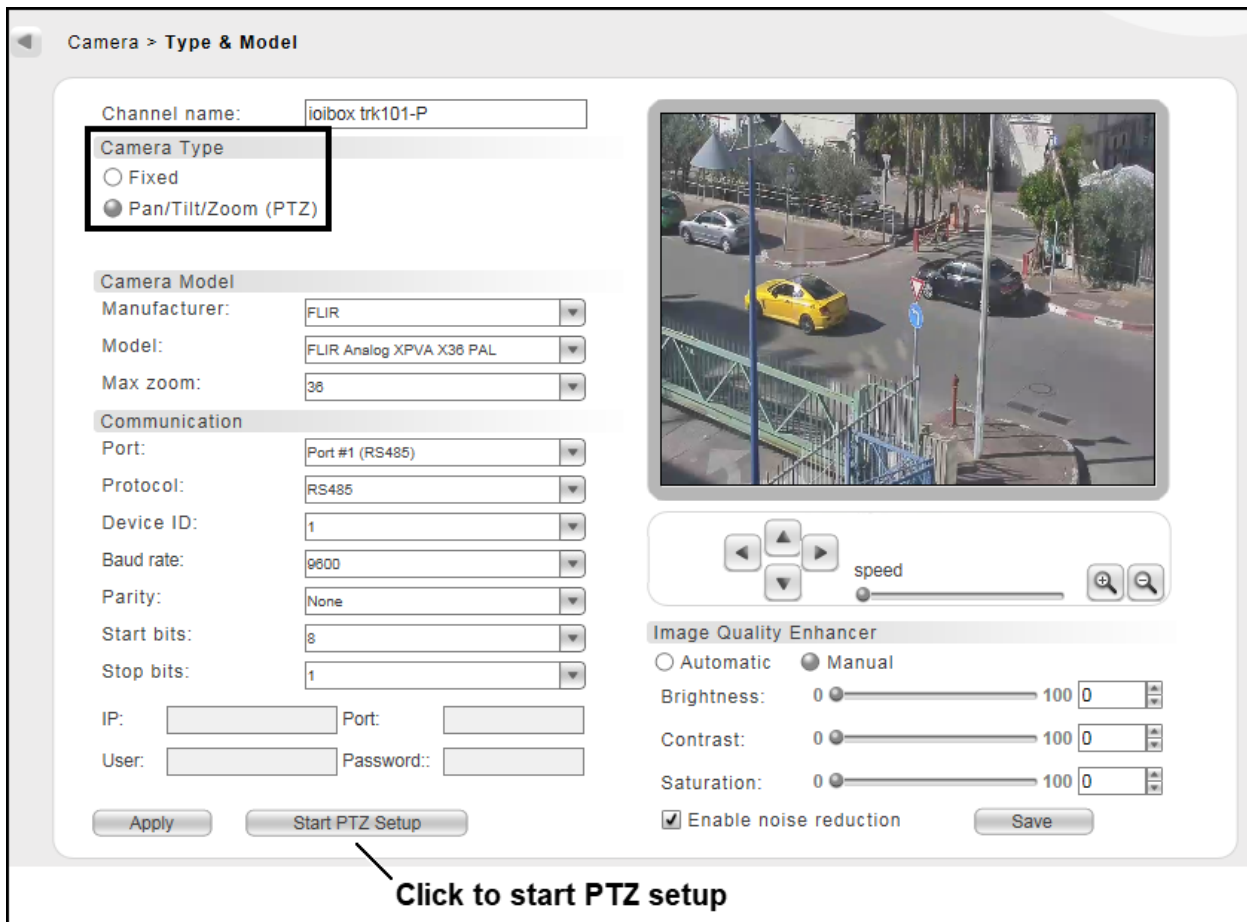 Camera > Type & Model
Channel name: ioibox trk101-P
Camera Type
Fixed
Pan/Tilt/Zoom (PTZ)
Camera Model
Manufacturer: FLIR
Model: FLIR Analog XPVA X36 PAL
Max zoom: 36
Communication
Port: Port #1 (RS485)
Protocol: RS485
Device ID: 1
Baud rate: 9600
Parity: None
Start bits: 8
Stop bits: 1
IP: Port:
User: Password::
Apply Start PTZ Setup
speed
Image Quality Enhancer
Automatic Manual
Brightness: 0 100 0
Contrast: 0 100 0
Saturation: 0 100 0
Enable noise reduction Save
Click to start PTZ setup